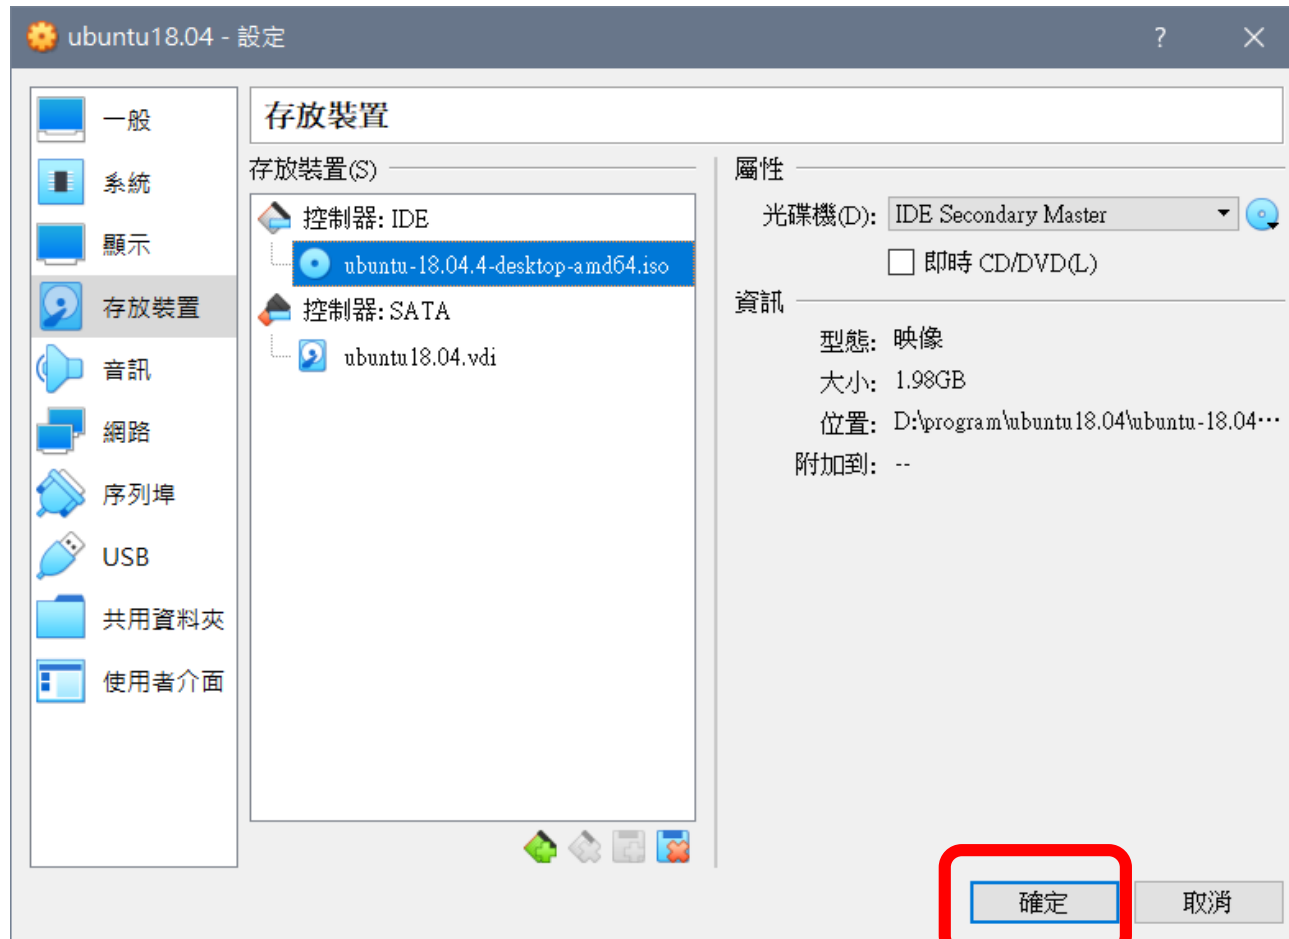 ubuntu18.04 - 設定
?
一般
系統
顯示
存放裝置
音訊
網路
序列埠
USB
共用資料夾
使用者介面
存放裝置
存放裝置(S)
控制器: IDE
ubuntu-18.04.4-desktop-amd64.iso
控制器: SATA
ubuntu18.04.vdi
屬性
光碟機(D): IDE Secondary Master
即時 CD/DVD(L)
資訊
型態: 映像
大小: 1.98GB
位置: D:\program\ubuntu18.04\ubuntu-18.04⋯
附加到: --
確定
取消